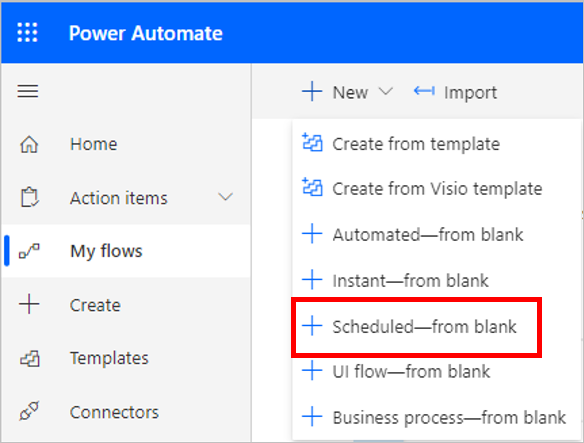 Power Automate
New
Import
Home
Create from template
Create from Visio template
Action items
Automated—from blank
My flows
Instant—from blank
Create
Scheduled—from blank
Templates
UI flow—from blank
Connectors
Business process—from blank